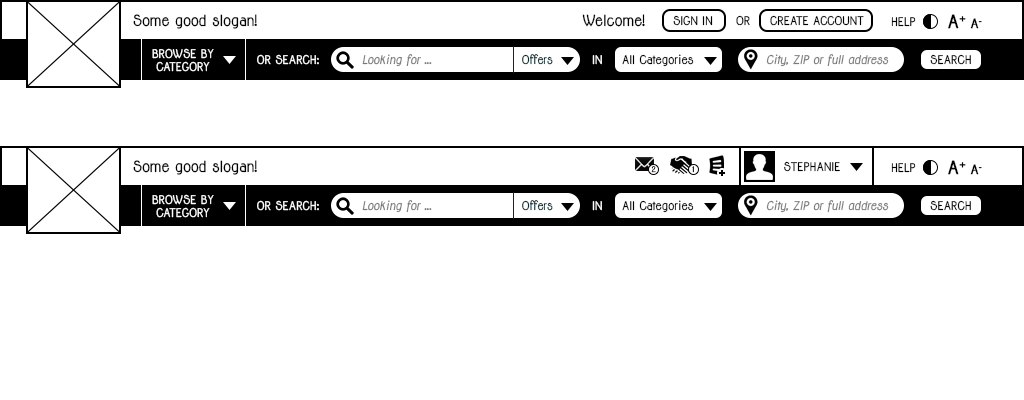 Some good slogan! Welcome! SIGN IN OR CREATE ACCOUNT HELP A+ A-
BROWSE BY
CATEGORY
OR SEARCH: Looking for ... Offers IN All Categories City, ZIP or full address SEARCH
Some good slogan! 2 1 STEPHANIE HELP A+ A-
BROWSE BY
CATEGORY
OR SEARCH: Looking for ... Offers IN All Categories City, ZIP or full address SEARCH